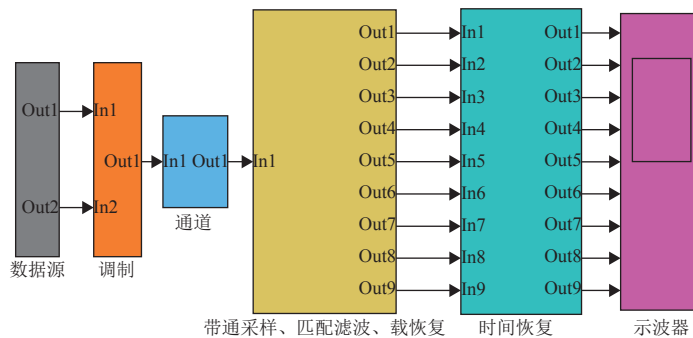 Out1
Out2
数据源
In1
Out1
In2
调制
In1 Out1
通道
In1
Out1
Out2
Out3
Out4
Out5
Out6
Out7
Out8
Out9
带通采样、匹配滤波、载恢复
In1 Out1
In2 Out2
In3 Out3
In4 Out4
In5 Out5
In6 Out6
In7 Out7
In8 Out8
In9 Out9
时间恢复
示波器